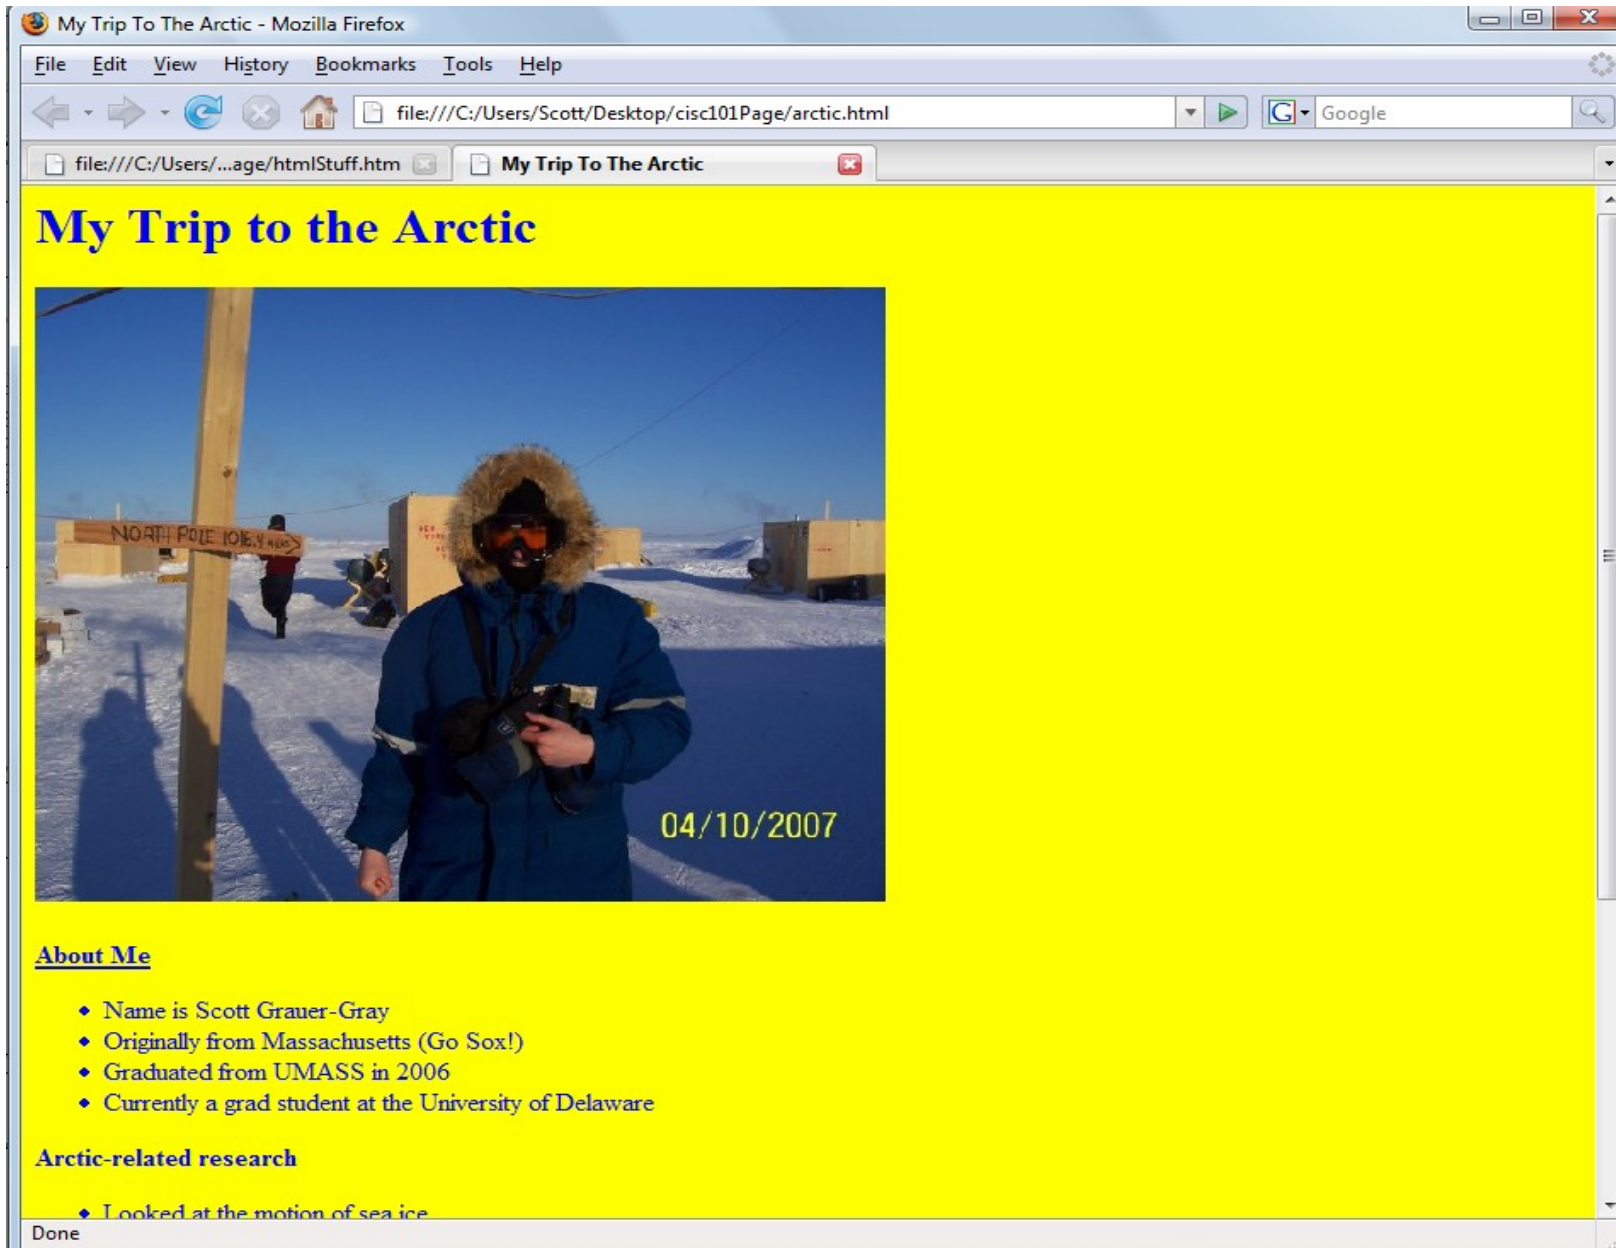 My Trip To The Arctic - Mozilla Firefox
File Edit View History Bookmarks Tools Help
file:///C:/Users/Scott/Desktop/cisc101Page/arctic.html
G Google
file:///C:/Users/...age/htmlStuff.htm My Trip To The Arctic
My Trip to the Arctic
NORTH POLE 1016.4
04/10/2007
About Me
Name is Scott Grauer-Gray
Originally from Massachusetts (Go Sox!)
Graduated from UMASS in 2006
Currently a grad student at the University of Delaware
Arctic-related research
Looked at the motion of sea ice
Done